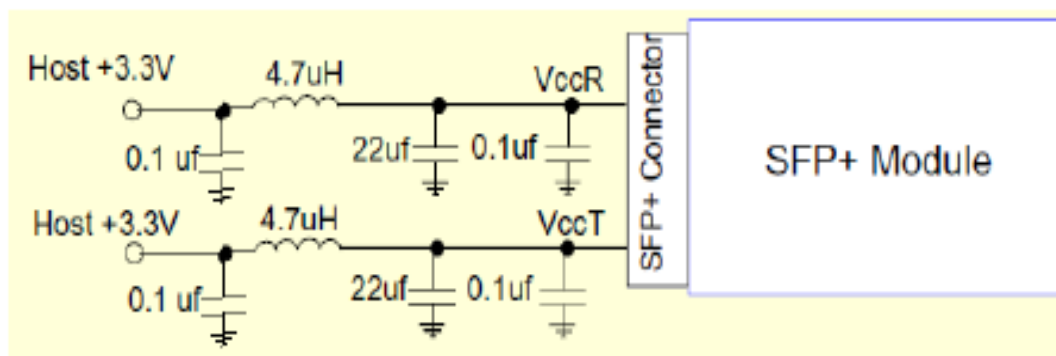 Host +3.3V
4.7uH
VccR
0.1 uf
22uf
0.1uf
Host +3.3V
4.7uH
VccT
0.1 uf
22uf
0.1uf
SFP+ Connector
SFP+ Module